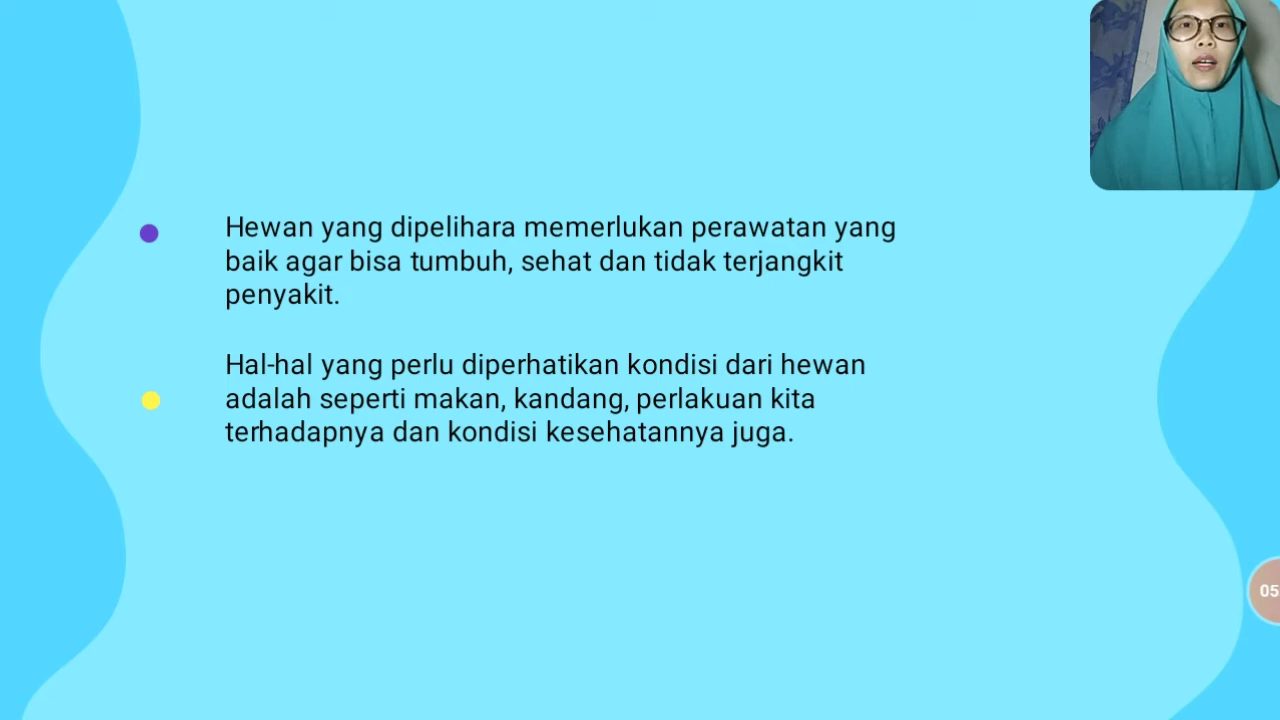 Hewan yang dipelihara memerlukan perawatan yang
baik agar bisa tumbuh, sehat dan tidak terjangkit
penyakit.
Hal-hal yang perlu diperhatikan kondisi dari hewan
adalah seperti makan, kandang, perlakuan kita
terhadapnya dan kondisi kesehatannya juga.
05